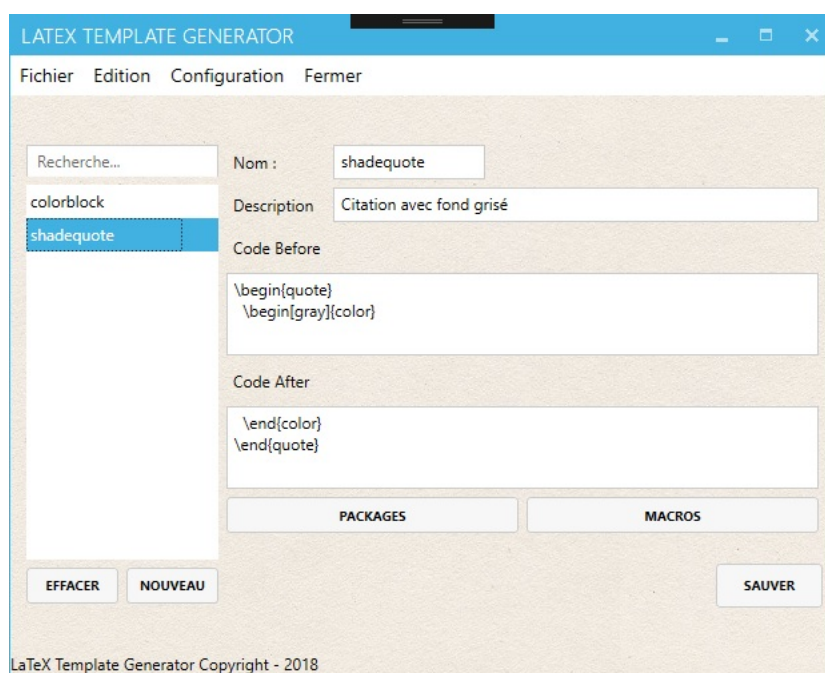 LATEX TEMPLATE GENERATOR
Fichier Edition Configuration Fermer
Recherche...
colorblock
shadequote
Nom : shadequote
Description Citation avec fond grisé
Code Before
\begin{quote}
\begin[gray]{color}
Code After
\end{color}
\end{quote}
PACKAGES MACROS
EFFACER NOUVEAU SAUVER
LaTeX Template Generator Copyright - 2018